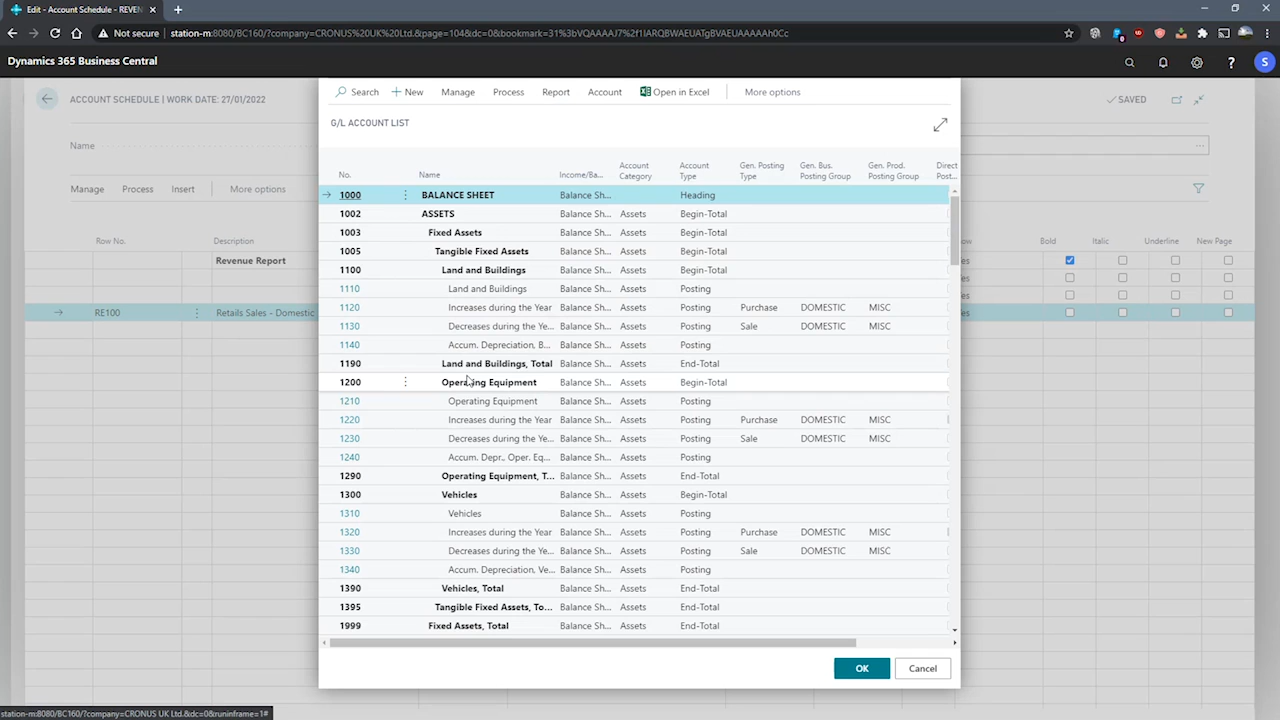 Edit - Account Schedule - REVEN
Not secure
station-m:8080/BC160/?company=CRONUS%20UK%20Ltd.&page=104&dc=0&bookmark=31%3bVQAAAAJ7%2f1IARQBWAEUATgBVAEUAAAAAh0Cc
Dynamics 365 Business Central
S
ACCOUNT SCHEDULE | WORK DATE: 27/01/2022
SAVED
Name
Manage Process Insert More options
Row No. Description Bold Italic Underline New Page
Revenue Report
RE100 Retails Sales - Domestic
Search New Manage Process Report Account Open in Excel More options
G/L ACCOUNT LIST
No. Name Income/Ba... Account Category Account Type Gen. Posting Type Gen. Bus. Posting Group Gen. Prod. Posting Group Direct Post...
1000 BALANCE SHEET Balance Sh... Heading
1002 ASSETS Balance Sh... Assets Begin-Total
1003 Fixed Assets Balance Sh... Assets Begin-Total
1005 Tangible Fixed Assets Balance Sh... Assets Begin-Total
1100 Land and Buildings Balance Sh... Assets Begin-Total
1110 Land and Buildings Balance Sh... Assets Posting
1120 Increases during the Year Balance Sh... Assets Posting Purchase DOMESTIC MISC
1130 Decreases during the Ye... Balance Sh... Assets Posting Sale DOMESTIC MISC
1140 Accum. Depreciation, B... Balance Sh... Assets Posting
1190 Land and Buildings, Total Balance Sh... Assets End-Total
1200 Operating Equipment Balance Sh... Assets Begin-Total
1210 Operating Equipment Balance Sh... Assets Posting
1220 Increases during the Year Balance Sh... Assets Posting Purchase DOMESTIC MISC
1230 Decreases during the Ye... Balance Sh... Assets Posting Sale DOMESTIC MISC
1240 Accum. Depr., Oper. Eq... Balance Sh... Assets Posting
1290 Operating Equipment, T... Balance Sh... Assets End-Total
1300 Vehicles Balance Sh... Assets Begin-Total
1310 Vehicles Balance Sh... Assets Posting
1320 Increases during the Year Balance Sh... Assets Posting Purchase DOMESTIC MISC
1330 Decreases during the Ye... Balance Sh... Assets Posting Sale DOMESTIC MISC
1340 Accum. Depreciation, Ve... Balance Sh... Assets Posting
1390 Vehicles, Total Balance Sh... Assets End-Total
1395 Tangible Fixed Assets, To... Balance Sh... Assets End-Total
1999 Fixed Assets, Total Balance Sh... Assets End-Total
OK Cancel
station-m:8080/BC160/?company=CRONUS UK Ltd.&dc=0&runinframe=1#